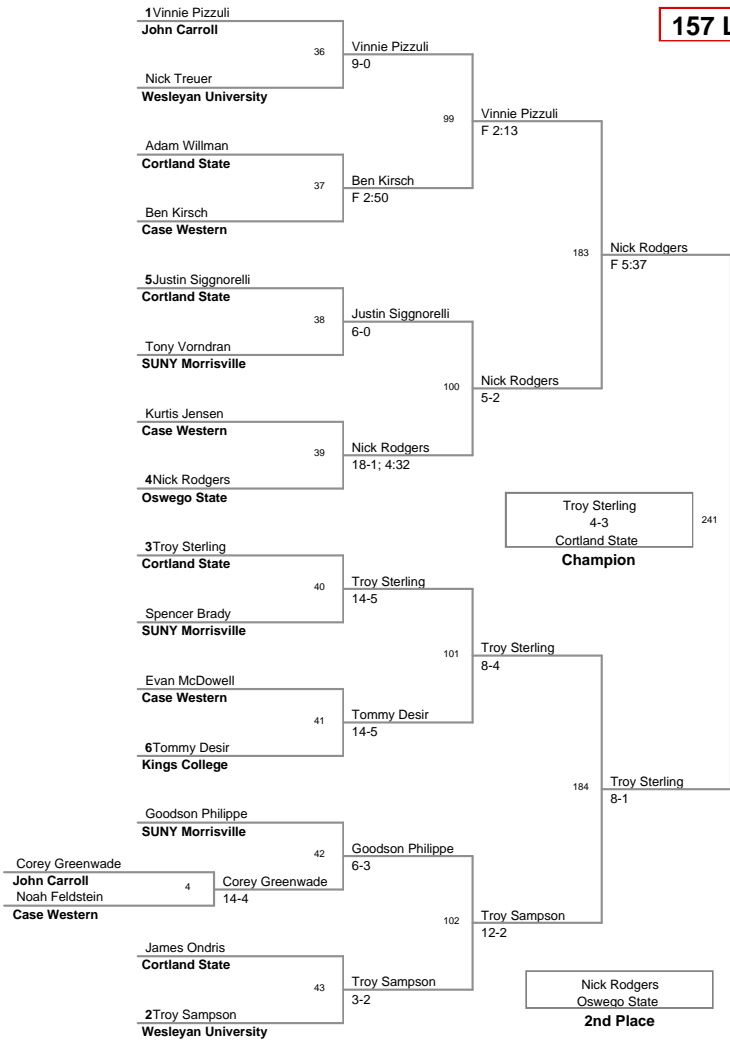 1Vinnie Pizzuli
157 L
John Carroll
36
Vinnie Pizzuli
9-0
Nick Treuer
Wesleyan University
99
Vinnie Pizzuli
F 2:13
Adam Willman
Cortland State
37
Ben Kirsch
F 2:50
Ben Kirsch
Case Western
183
Nick Rodgers
F 5:37
5Justin Siggnorelli
Cortland State
38
Justin Siggnorelli
6-0
Tony Vorndran
SUNY Morrisville
100
Nick Rodgers
5-2
Kurtis Jensen
Case Western
39
Nick Rodgers
18-1; 4:32
4Nick Rodgers
Oswego State
Troy Sterling
4-3
Cortland State
241
Champion
3Troy Sterling
Cortland State
40
Troy Sterling
14-5
Spencer Brady
SUNY Morrisville
101
Troy Sterling
8-4
Evan McDowell
Case Western
41
Tommy Desir
14-5
6Tommy Desir
Kings College
184
Troy Sterling
8-1
Goodson Philippe
SUNY Morrisville
42
Goodson Philippe
6-3
Corey Greenwade
John Carroll
4
Corey Greenwade
14-4
Noah Feldstein
Case Western
102
Troy Sampson
12-2
James Ondris
Cortland State
43
Troy Sampson
3-2
2Troy Sampson
Wesleyan University
Nick Rodgers
Oswego State
2nd Place